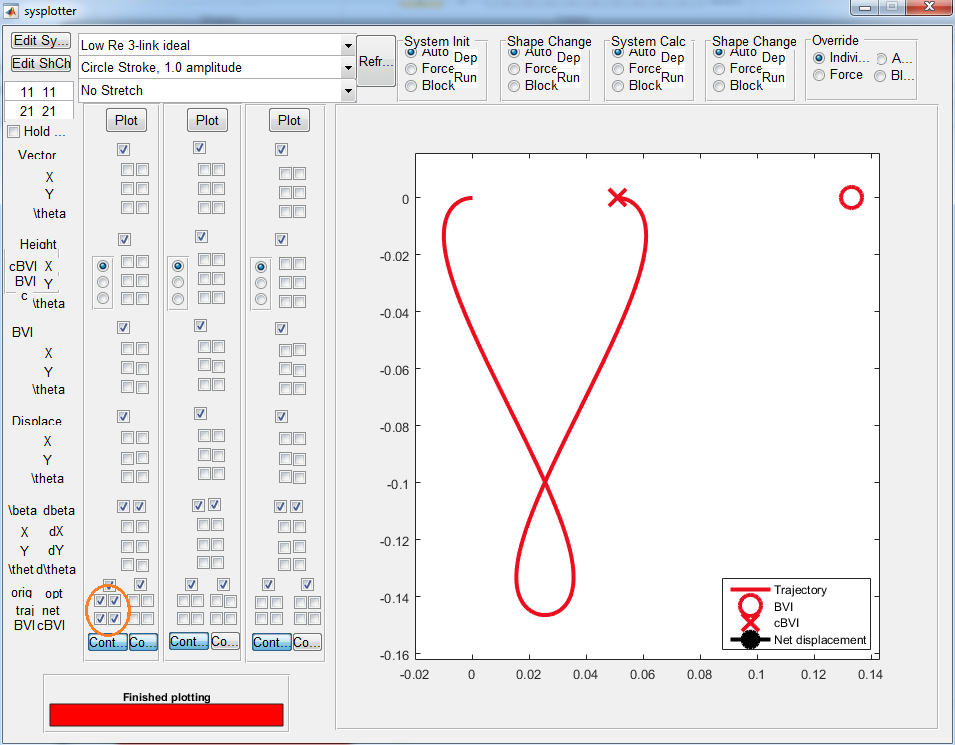 sysplotter
Edit Sy...
Edit ShCh
Low Re 3-link ideal
Circle Stroke, 1.0 amplitude
No Stretch
Refr...
System Init
Auto
Dep
Force
Run
Block
Shape Change
Auto
Dep
Force
Run
Block
System Calc
Auto
Dep
Force
Run
Block
Shape Change
Auto
Dep
Force
Run
Block
Override
Indivi... A...
Force Bl...
11 11
21 21
Hold ...
Plot Plot Plot
Vector
X
Y
\theta
Height
cBVI X
BVI Y
c \theta
BVI
X
Y
\theta
Displace
X
Y
\theta
\beta dbeta
X dX
Y dY
\thet d\theta
orig opt
traj net
BVI cBVI
Cont... Co... Cont... Co... Cont... Co...
Finished plotting
0
-0.02
-0.04
-0.06
-0.08
-0.1
-0.12
-0.14
-0.16
-0.02 0 0.02 0.04 0.06 0.08 0.1 0.12 0.14
Trajectory
BVI
cBVI
Net displacement